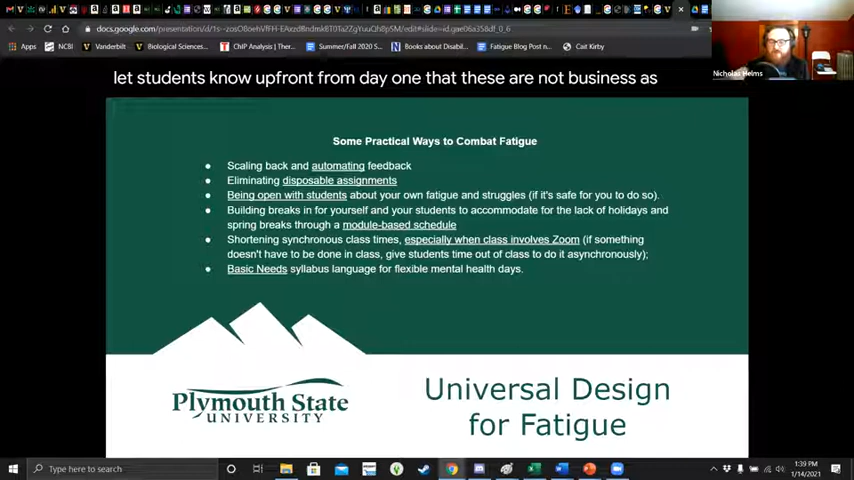 docs.google.com/presentation/d/
Apps
NCBI
Vanderbilt
Biological Sciences...
ChIP Analysis | Ther...
Summer/Fall 2020 S...
Books about Disabil...
Fatigue Blog Post n...
Cait Kirby
Nicholas Helms
let students know upfront from day one that these are not business as
Some Practical Ways to Combat Fatigue
● Scaling back and automating feedback
● Eliminating disposable assignments
● Being open with students about your own fatigue and struggles (if it's safe for you to do so).
● Building breaks in for yourself and your students to accommodate for the lack of holidays and
spring breaks through a module-based schedule
● Shortening synchronous class times, especially when class involves Zoom (if something
doesn't have to be done in class, give students time out of class to do it asynchronously);
● Basic Needs syllabus language for flexible mental health days.
Plymouth State
UNIVERSITY
Universal Design
for Fatigue
Type here to search
1:39 PM
1/14/2021